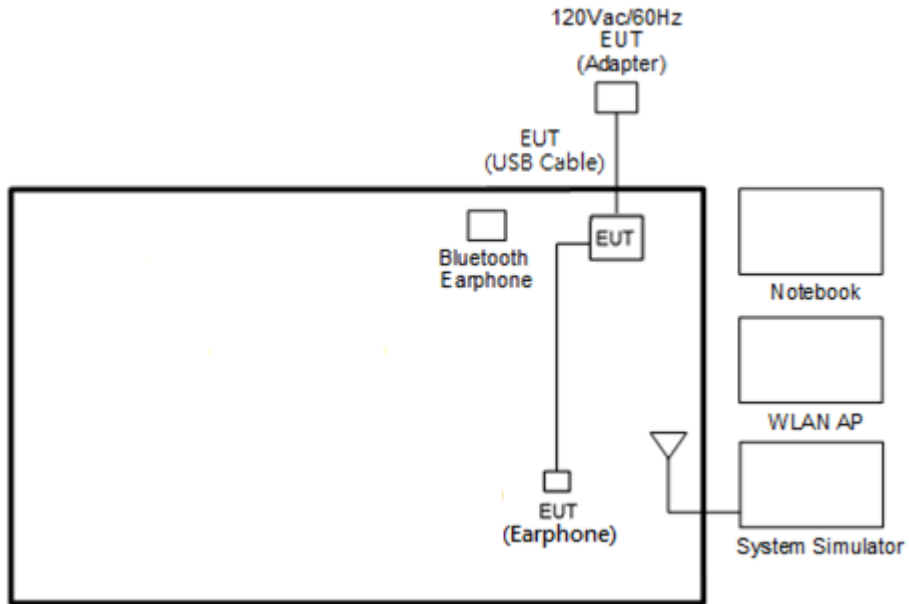 120Vac/60Hz
EUT
(Adapter)
EUT
(USB Cable)
EUT
Bluetooth
Earphone
Notebook
WLAN AP
EUT
(Earphone)
System Simulator